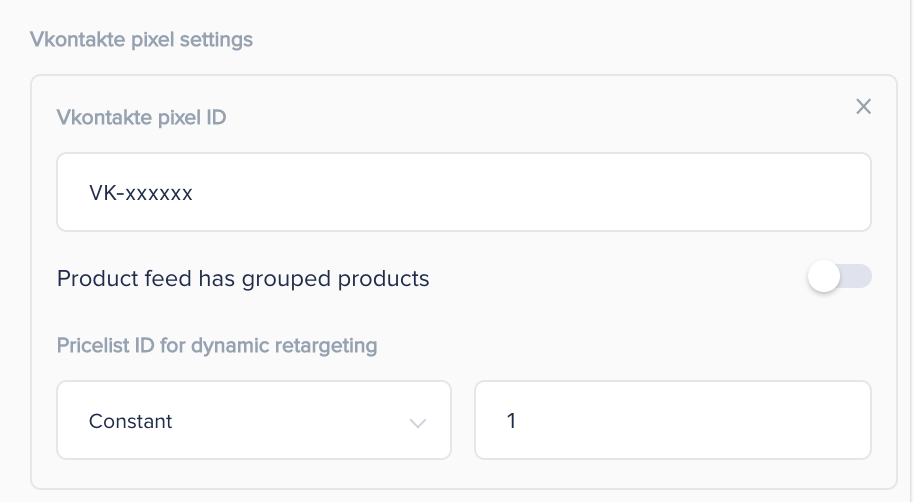 Vkontakte pixel settings
Vkontakte pixel ID
VK-xxxxxx
Product feed has grouped products
Pricelist ID for dynamic retargeting
Constant
1